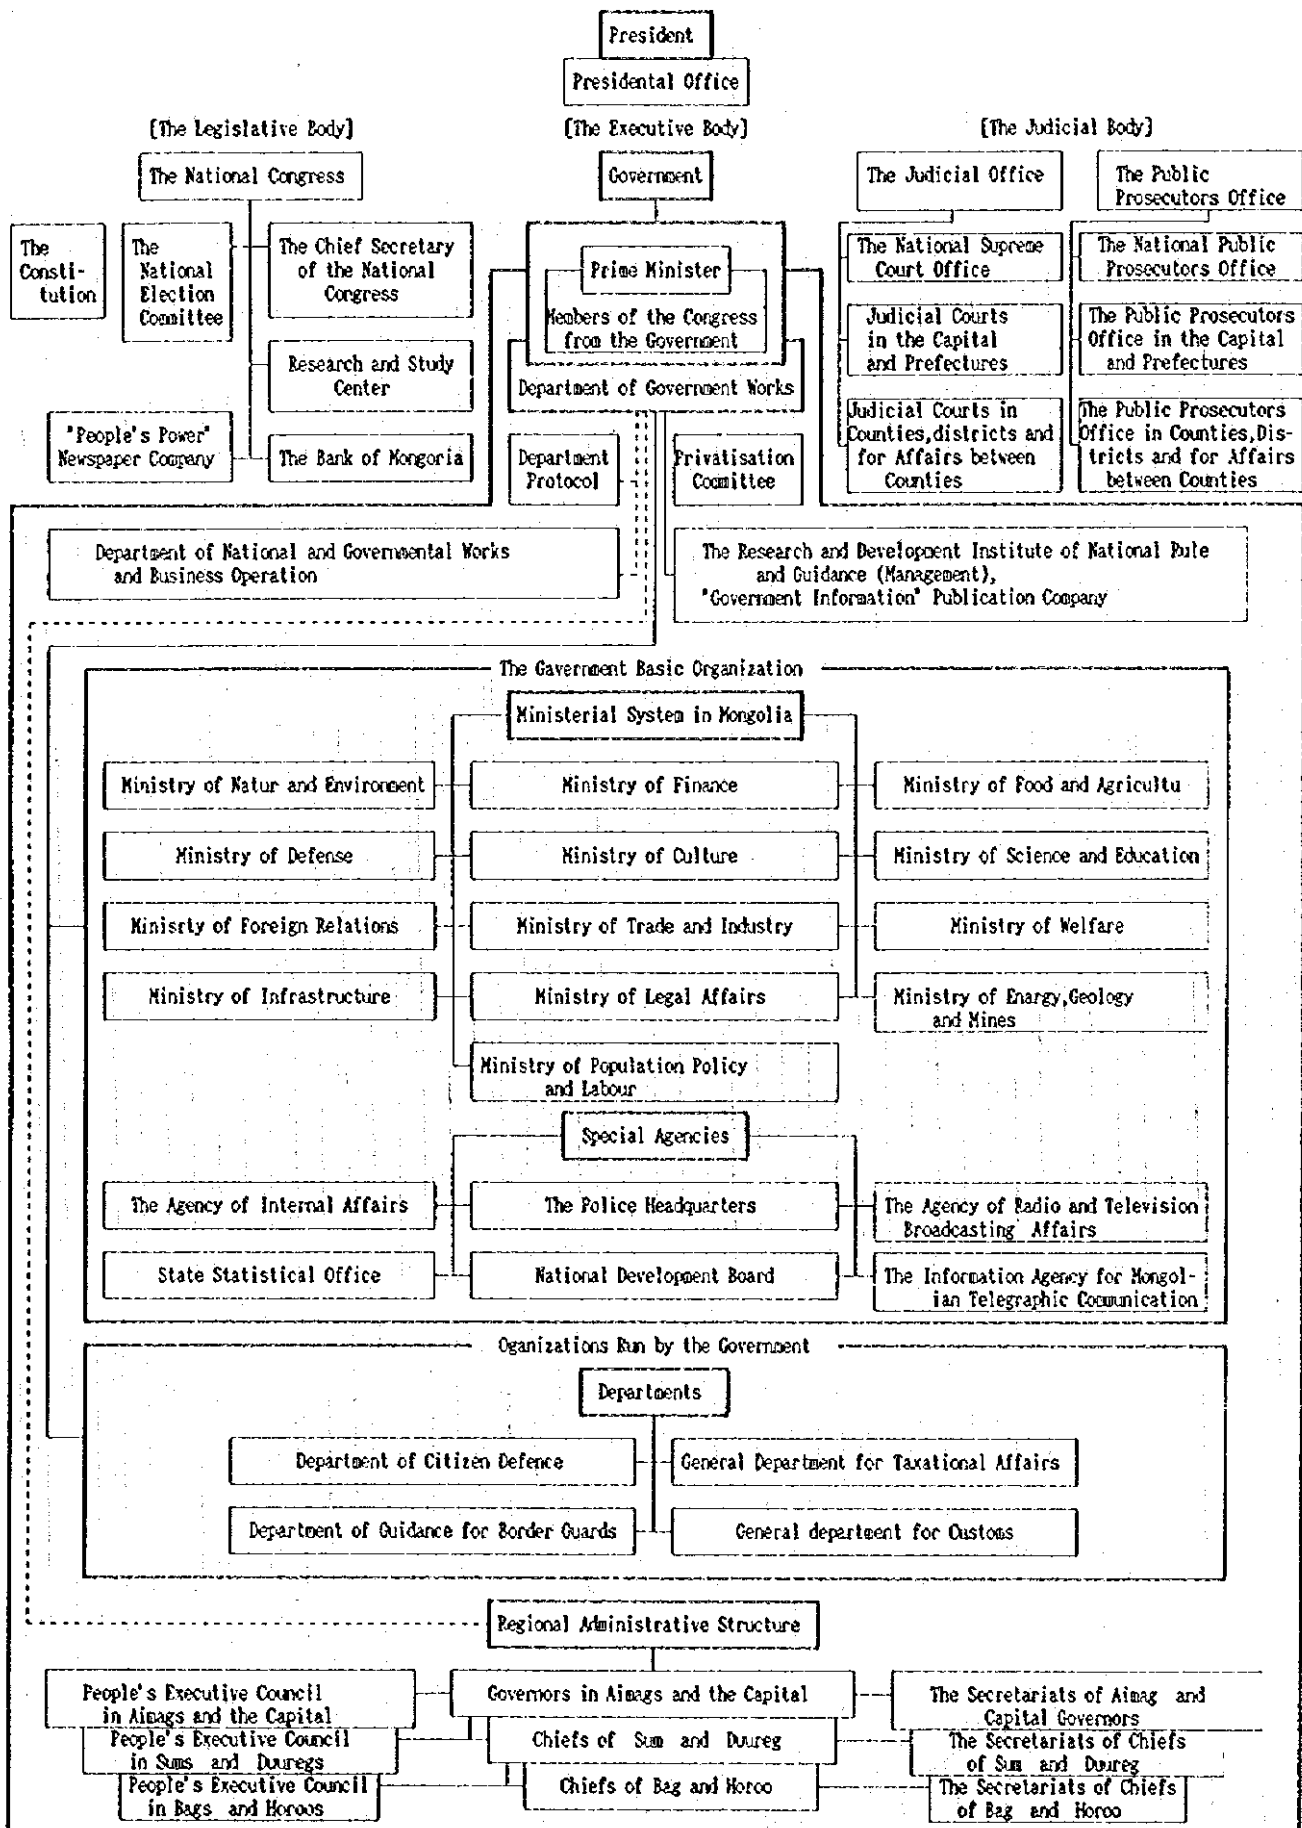 President
Presidental Office
[The Legislative Body]
[The Executive Body]
[The Judicial Body]
The National Congress
Government
The Judicial Office
The Public
Prosecutors Office
The
Consti-
tution
The
National
Election
Committee
The Chief Secretary
of the National
Congress
Prime Minister
Members of the Congress
from the Government
The National Supreme
Court Office
The National Public
Prosecutors Office
Judicial Courts
in the Capital
and Prefectures
The Public Prosecutors
Office in the Capital
and Prefectures
Research and Study
Center
Department of Government Works
"People's Power"
Newspaper Company
The Bank of Mongoria
Department
Protocol
Privatisation
Committee
Judicial Courts in
Counties,districts and
for Affairs between
Counties
The Public Prosecutors
Office in Counties,Dis-
tricts and for Affairs
between Counties
Department of National and Governmental Works
and Business Operation
The Research and Development Institute of National Rule
and Guidance (Management),
"Government Information" Publication Company
The Gavernment Basic Organization
Ministerial System in Mongolia
Ministry of Natur and Environment
Ministry of Finance
Ministry of Food and Agricultu
Ministry of Defense
Ministry of Culture
Ministry of Science and Education
Minisrty of Foreign Relations
Ministry of Trade and Industry
Ministry of Welfare
Ministry of Infrastructure
Ministry of Legal Affairs
Ministry of Enargy,Geology
and Mines
Ministry of Population Policy
and Labour
Special Agencies
The Agency of Internal Affairs
The Police Headquarters
The Agency of Radio and Television
Broadcasting Affairs
State Statistical Office
National Development Board
The Information Agency for Mongol-
ian Telegraphic Communication
Oganizations Run by the Government
Departments
Department of Citizen Defence
General Department for Taxational Affairs
Department of Guidance for Border Guards
General department for Customs
Regional Administrative Structure
People's Executive Council
in Aimags and the Capital
Governors in Aimags and the Capital
The Secretariats of Aimag and
Capital Governors
People's Executive Council
in Sums and Duuregs
Chiefs of Sum and Duureg
The Secretariats of Chiefs
of Sum and Duureg
People's Executive Council
in Bags and Horoos
Chiefs of Bag and Horoo
The Secretariats of Chiefs
of Bag and Horoo